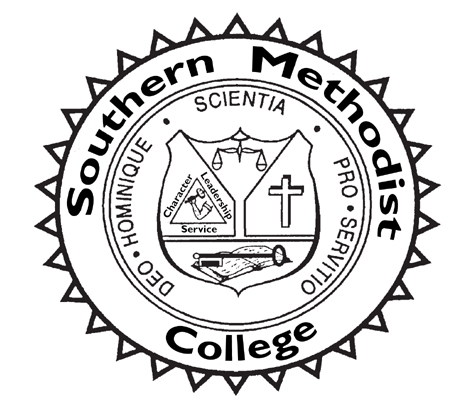 Southern Methodist
College
DEO • HOMINIQUE • SCIENTIA • PRO • SERVITIO
Character
Leadership
Service